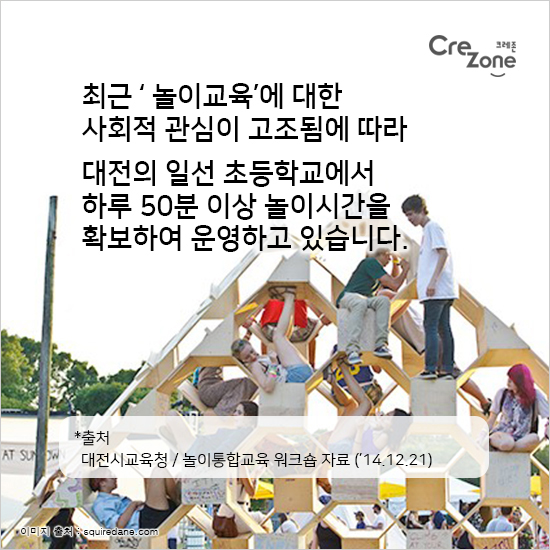 Cre 크레존
Zone
최근 ‘ 놀이교육’에 대한
사회적 관심이 고조됨에 따라
대전의 일선 초등학교에서
하루 50분 이상 놀이시간을
확보하여 운영하고 있습니다.
*출처
대전시교육청 / 놀이통합교육 워크숍 자료 (’14.12.21)
AT SUNDOWN
이미지 출처 : squiredane.com